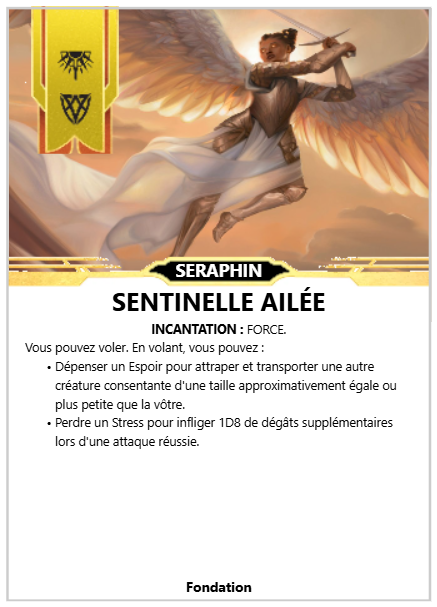 SERAPHIN
SENTINELLE AILÉE
INCANTATION : FORCE.
Vous pouvez voler. En volant, vous pouvez :
• Dépenser un Espoir pour attraper et transporter une autre
créature consentante d'une taille approximativement égale ou
plus petite que la vôtre.
• Perdre un Stress pour infliger 1D8 de dégâts supplémentaires
lors d'une attaque réussie.
Fondation